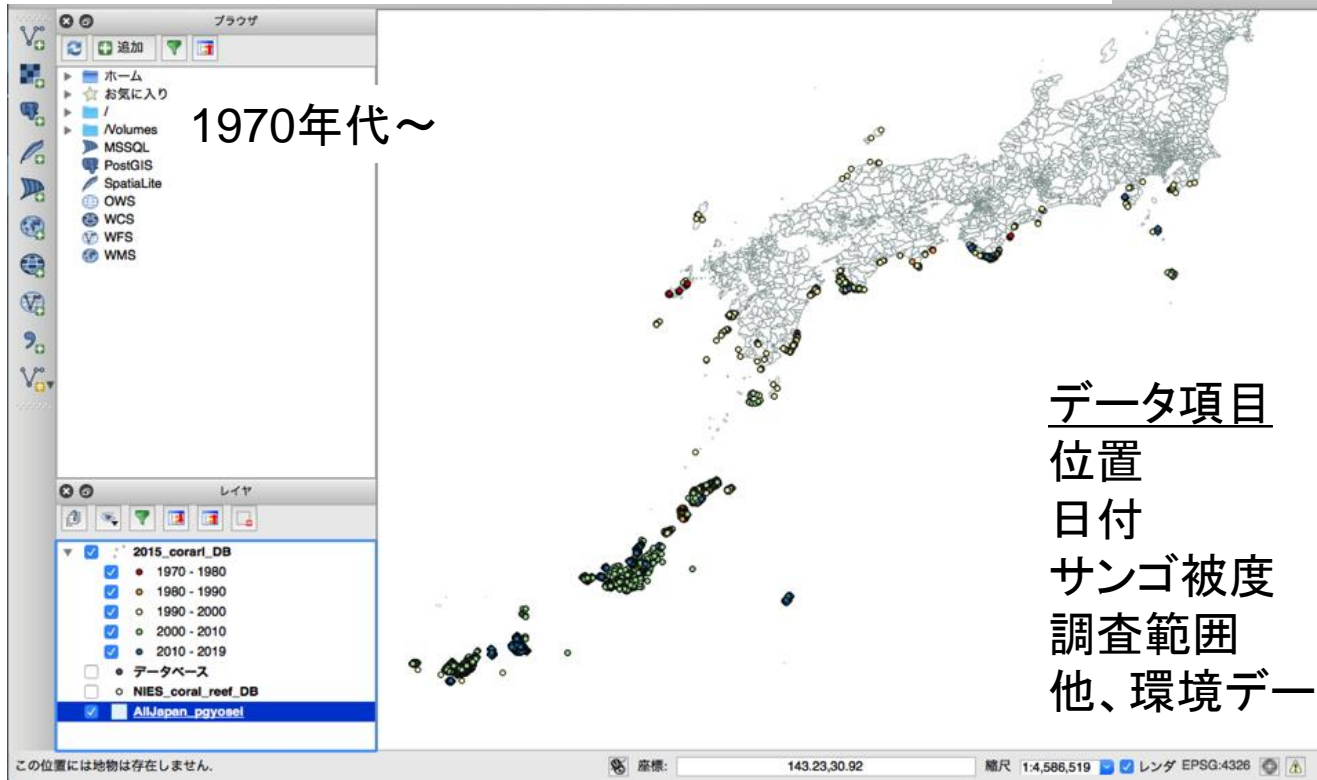 ブラウザ
追加
ホーム
お気に入り
/
/Volumes
MSSQL
PostGIS
SpatiaLite
OWS
WCS
WFS
WMS
1970年代～
レイヤ
2015_corarl_DB
1970 - 1980
1980 - 1990
1990 - 2000
2000 - 2010
2010 - 2019
データベース
NIES_coral_reef_DB
AllJapan_pgyosei
データ項目
位置
日付
サンゴ被度
調査範囲
他、環境デー
この位置には地物は存在しません. 座標: 143.23,30.92 縮尺 1:4,586,519 レンダ EPSG:4326